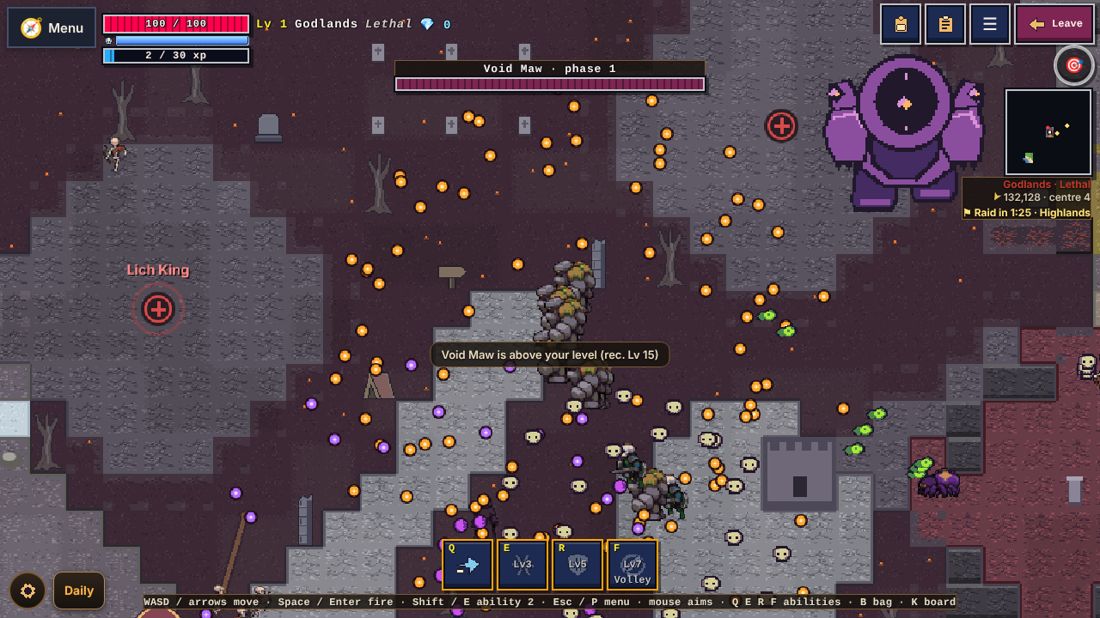 Menu
100 / 100
Lv 1 Godlands Lethal 0
2 / 30 xp
Leave
Void Maw · phase 1
Godlands · Lethal
132,128 · centre 4
Raid in 1:25 · Highlands
Lich King
Void Maw is above your level (rec. Lv 15)
Q
E
Lv3
R
Lv5
F
Lv7
Volley
Daily
WASD / arrows move · Space / Enter fire · Shift / E ability 2 · Esc / P menu · mouse aims · Q E R F abilities · B bag · K board